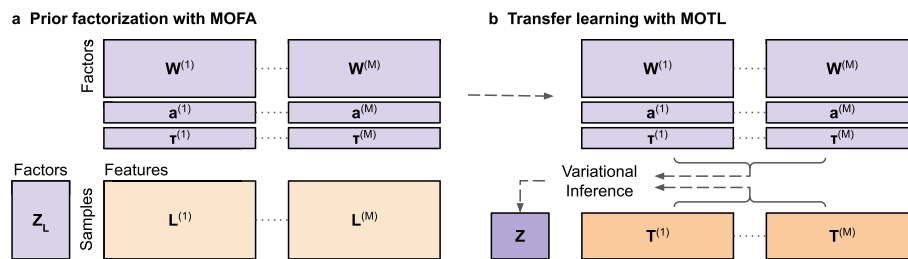 a Prior factorization with MOFA
Factors
W(1)
W(M)
a(1)
a(M)
τ(1)
τ(M)
Factors
Features
Z_L
Samples
L(1)
L(M)
b Transfer learning with MOTL
W(1)
W(M)
a(1)
a(M)
τ(1)
τ(M)
Variational
Inference
Z
T(1)
T(M)